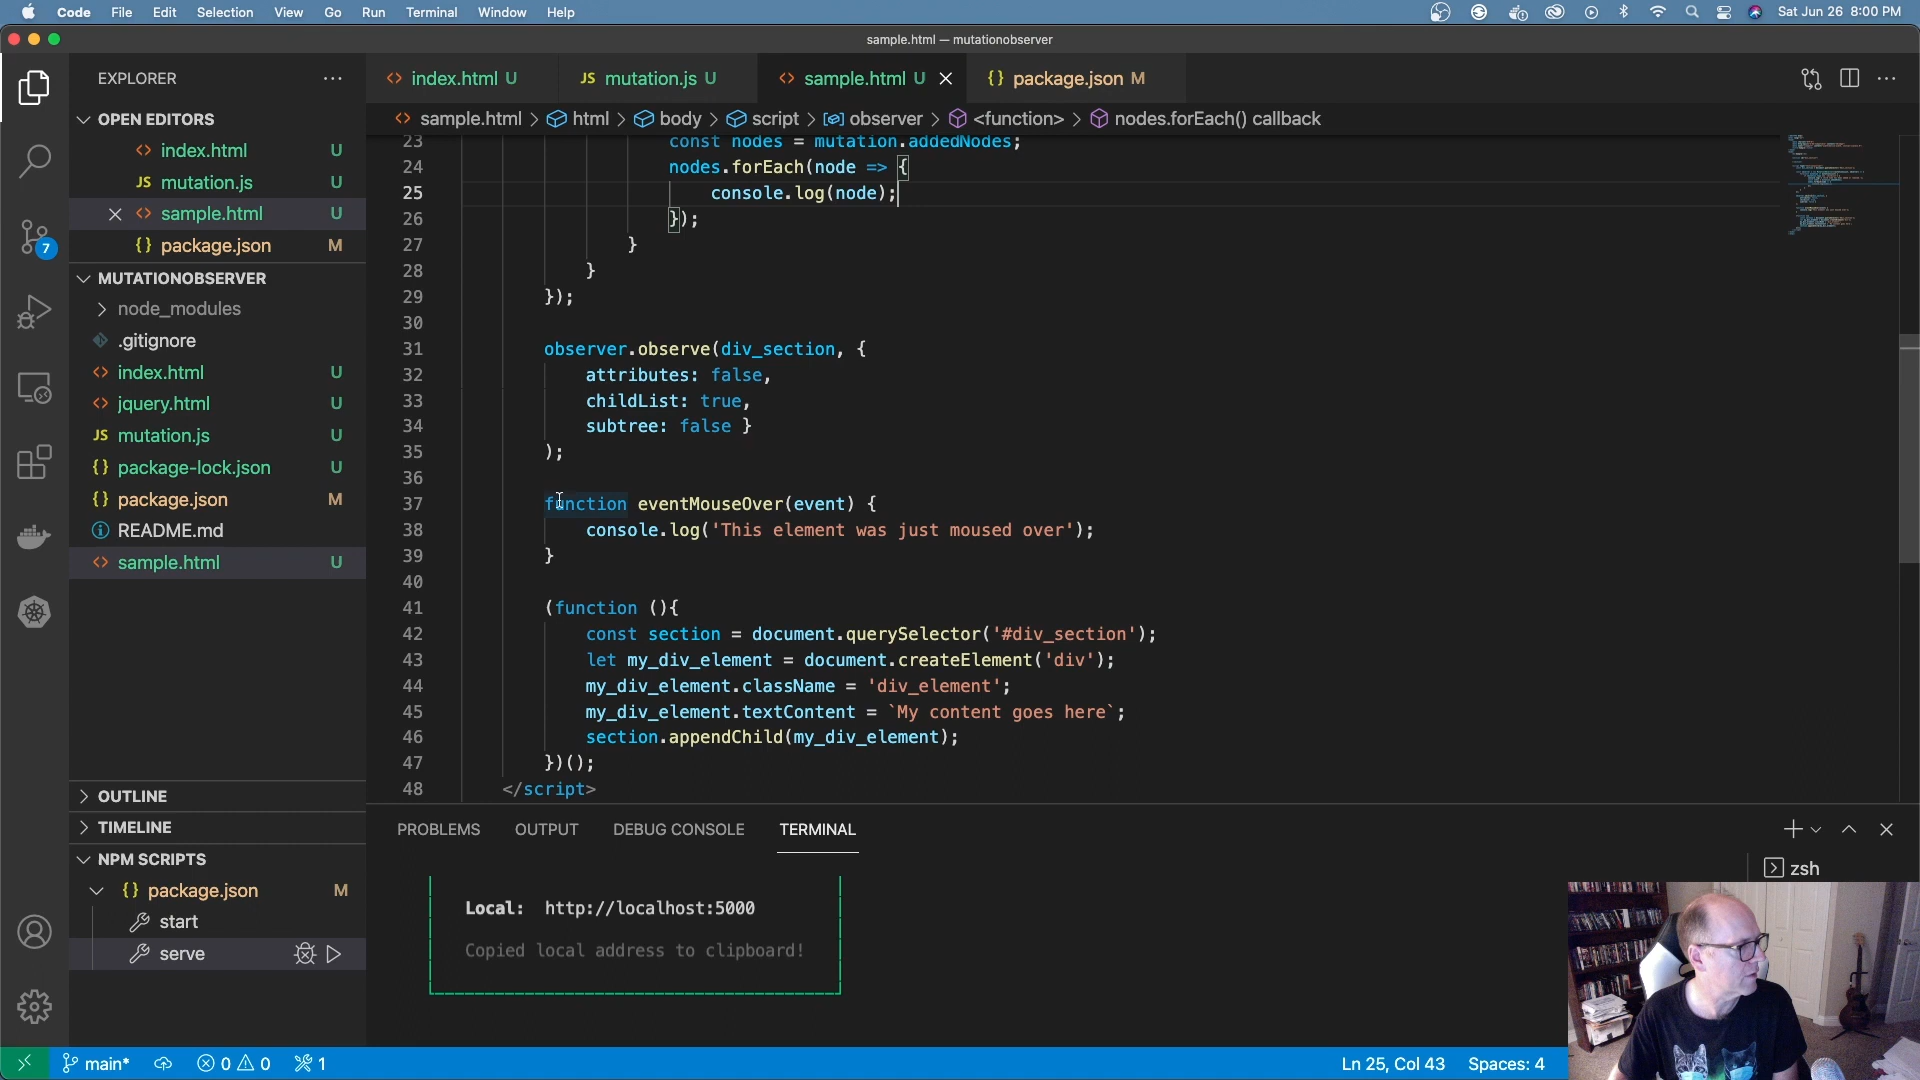 Code File Edit Selection View Go Run Terminal Window Help Sat Jun 26 8:00 PM
sample.html — mutationobserver
EXPLORER
index.html U
JS mutation.js U
sample.html U
{} package.json M
sample.html > html > body > script > observer > <function> > nodes.forEach() callback
OPEN EDITORS
index.html U
JS mutation.js U
sample.html U
{} package.json M
MUTATIONOBSERVER
node_modules
.gitignore
index.html U
jquery.html U
JS mutation.js U
{} package-lock.json U
{} package.json M
README.md
sample.html U
OUTLINE
TIMELINE
NPM SCRIPTS
{} package.json M
start
serve
7
23 const nodes = mutation.addedNodes;
24 nodes.forEach(node => {
25 console.log(node);
26 });
27 }
28 }
29 });
30
31 observer.observe(div_section, {
32 attributes: false,
33 childList: true,
34 subtree: false }
35 );
36
37 function eventMouseOver(event) {
38 console.log('This element was just moused over');
39 }
40
41 (function (){
42 const section = document.querySelector('#div_section');
43 let my_div_element = document.createElement('div');
44 my_div_element.className = 'div_element';
45 my_div_element.textContent = `My content goes here`;
46 section.appendChild(my_div_element);
47 })();
48 </script>
PROBLEMS OUTPUT DEBUG CONSOLE TERMINAL
zsh
Local: http://localhost:5000
Copied local address to clipboard!
main* 0 0 1 Ln 25, Col 43 Spaces: 4